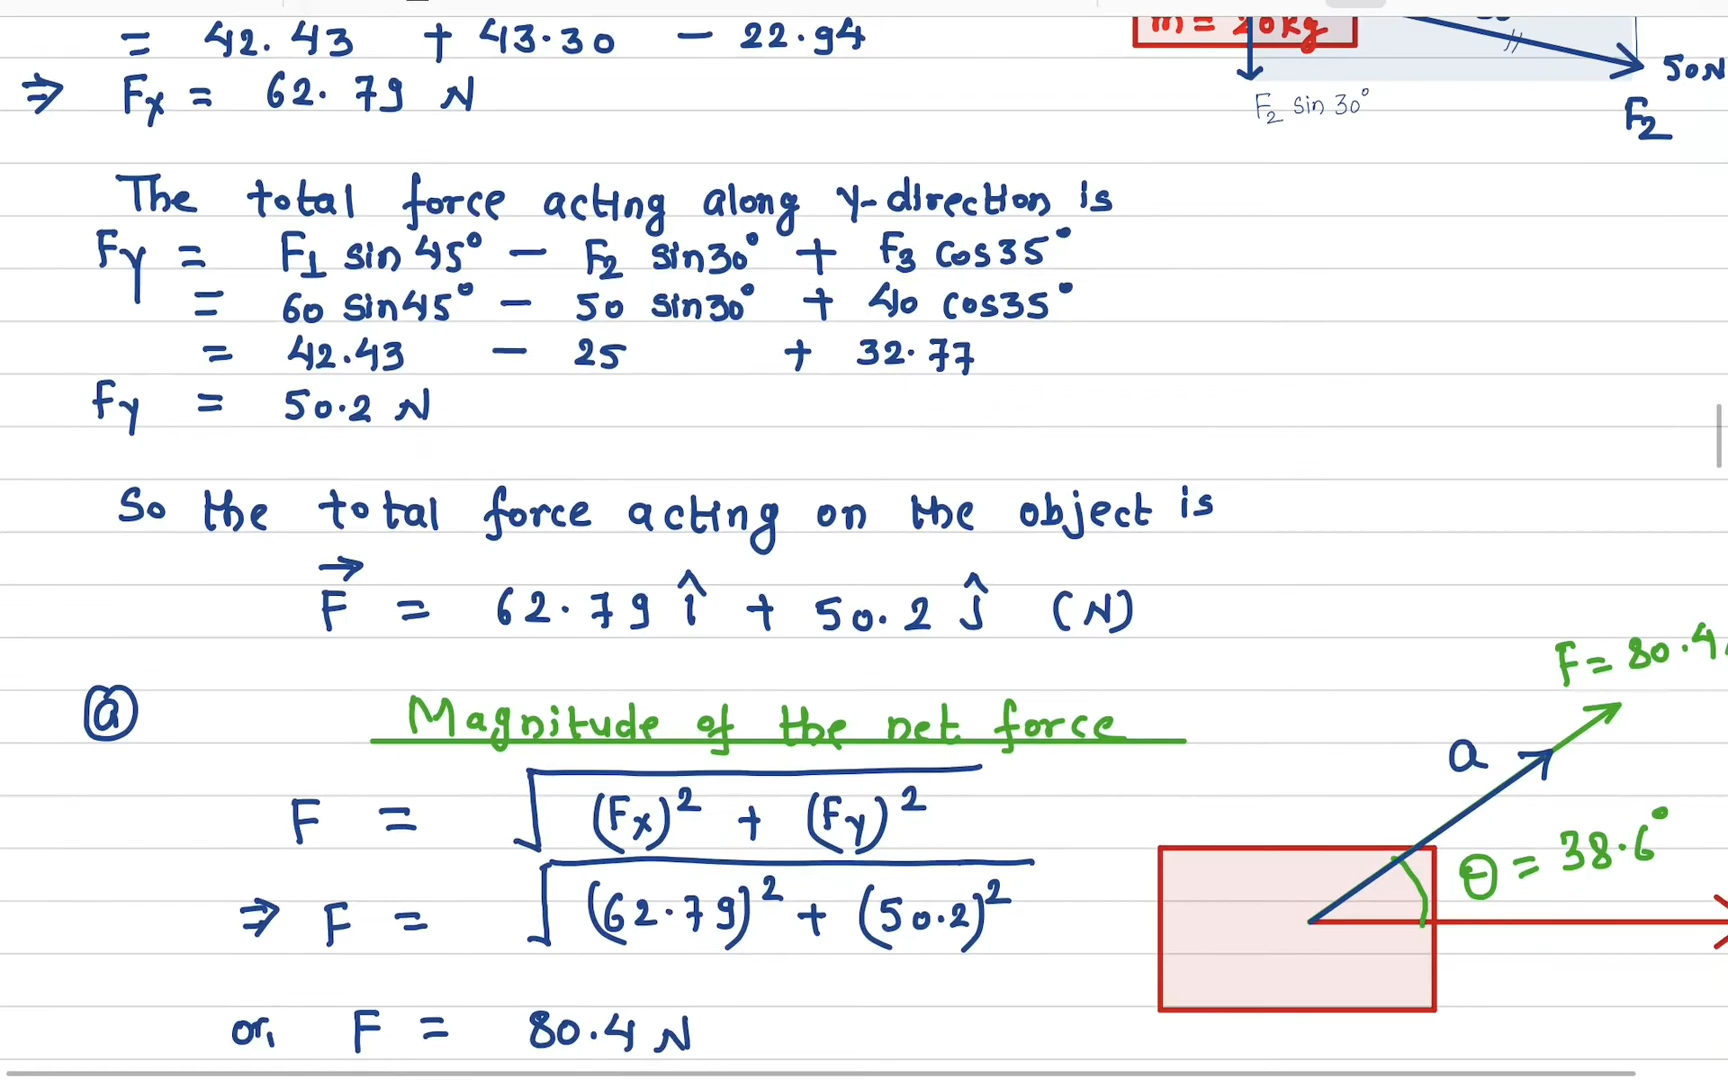 = 42.43 + 43.30 - 22.94
m = 20kg
⇒ Fx = 62.79 N
50N
F₂ sin 30°
F₂
The total force acting along y-direction is
Fy = F₁ sin 45° - F₂ sin30° + F₃ cos35°
= 60 sin45° - 50 sin30° + 40 cos35°
= 42.43 - 25 + 32.77
Fy = 50.2 N
So the total force acting on the object is
F⃗ = 62.79 î + 50.2 ĵ (N)
F = 80.4
(a) Magnitude of the net force
a
F = √((Fx)² + (Fy)²)
θ = 38.6°
⇒ F = √((62.79)² + (50.2)²)
or, F = 80.4 N